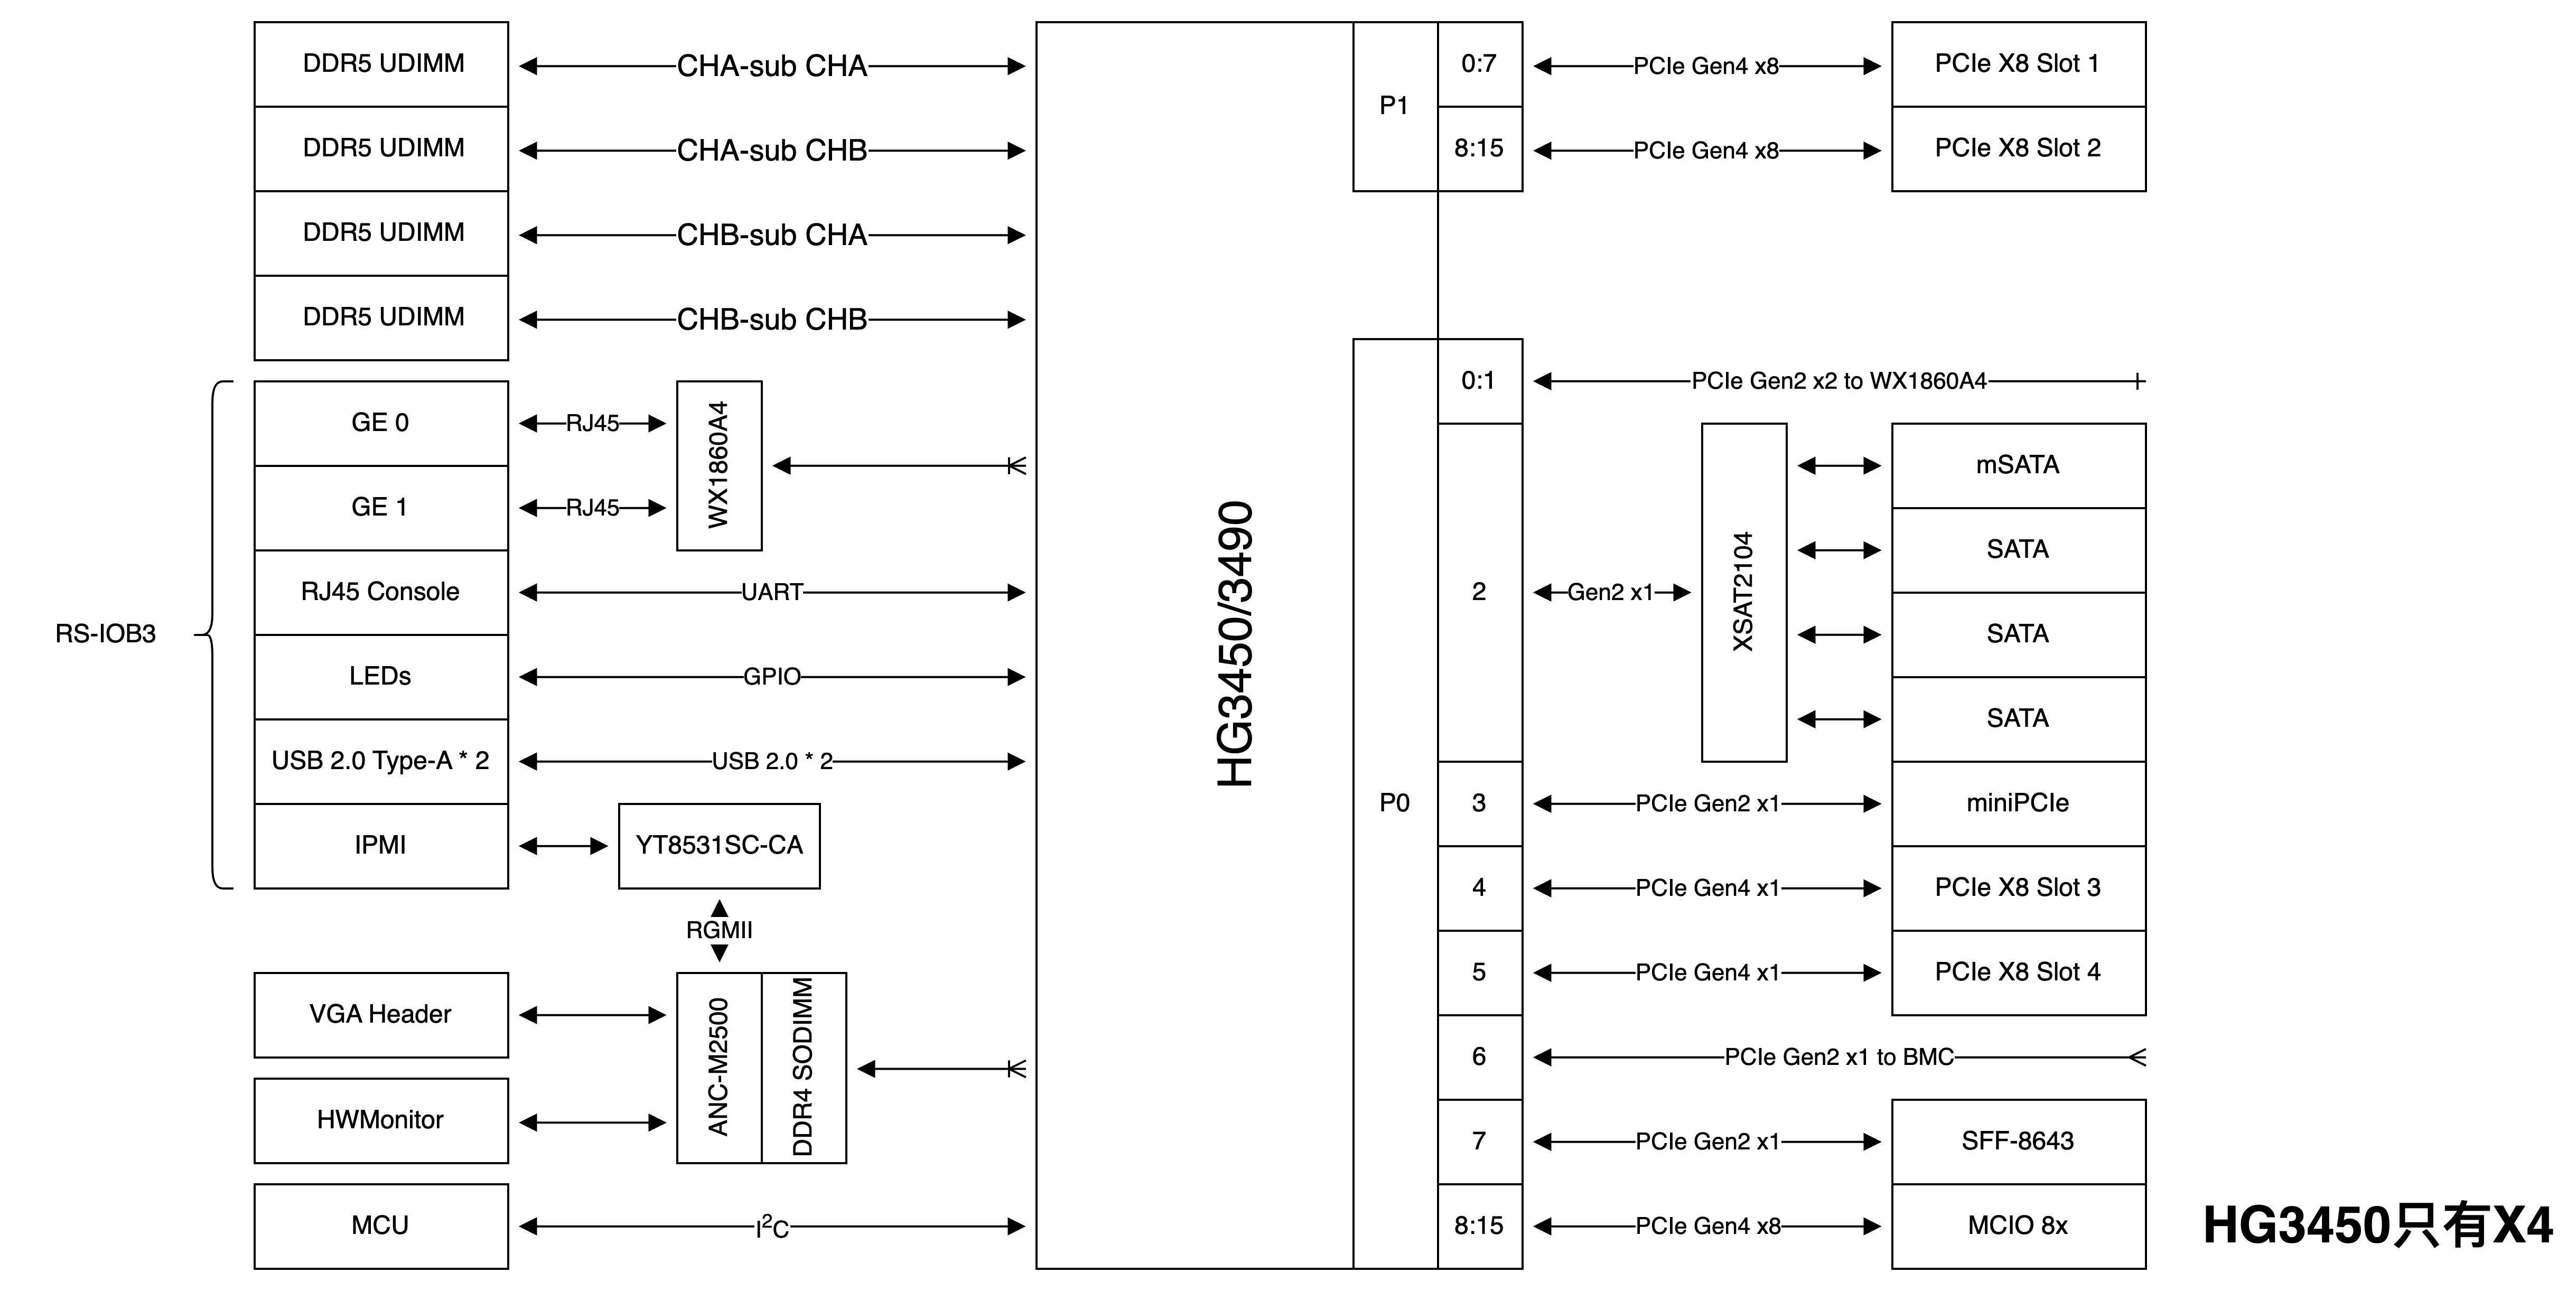 DDR5 UDIMM
CHA-sub CHA
DDR5 UDIMM
CHA-sub CHB
DDR5 UDIMM
CHB-sub CHA
DDR5 UDIMM
CHB-sub CHB
RS-IOB3
GE 0
RJ45
GE 1
RJ45
WX1860A4
RJ45 Console
UART
LEDs
GPIO
USB 2.0 Type-A * 2
USB 2.0 * 2
IPMI
YT8531SC-CA
RGMII
VGA Header
HWMonitor
ANC-M2500
DDR4 SODIMM
MCU
I²C
HG3450/3490
P1
0:7
PCIe Gen4 x8
PCIe X8 Slot 1
8:15
PCIe Gen4 x8
PCIe X8 Slot 2
P0
0:1
PCIe Gen2 x2 to WX1860A4
2
Gen2 x1
XSAT2104
mSATA
SATA
SATA
SATA
3
PCIe Gen2 x1
miniPCIe
4
PCIe Gen4 x1
PCIe X8 Slot 3
5
PCIe Gen4 x1
PCIe X8 Slot 4
6
PCIe Gen2 x1 to BMC
7
PCIe Gen2 x1
SFF-8643
8:15
PCIe Gen4 x8
MCIO 8x
HG3450只有X4